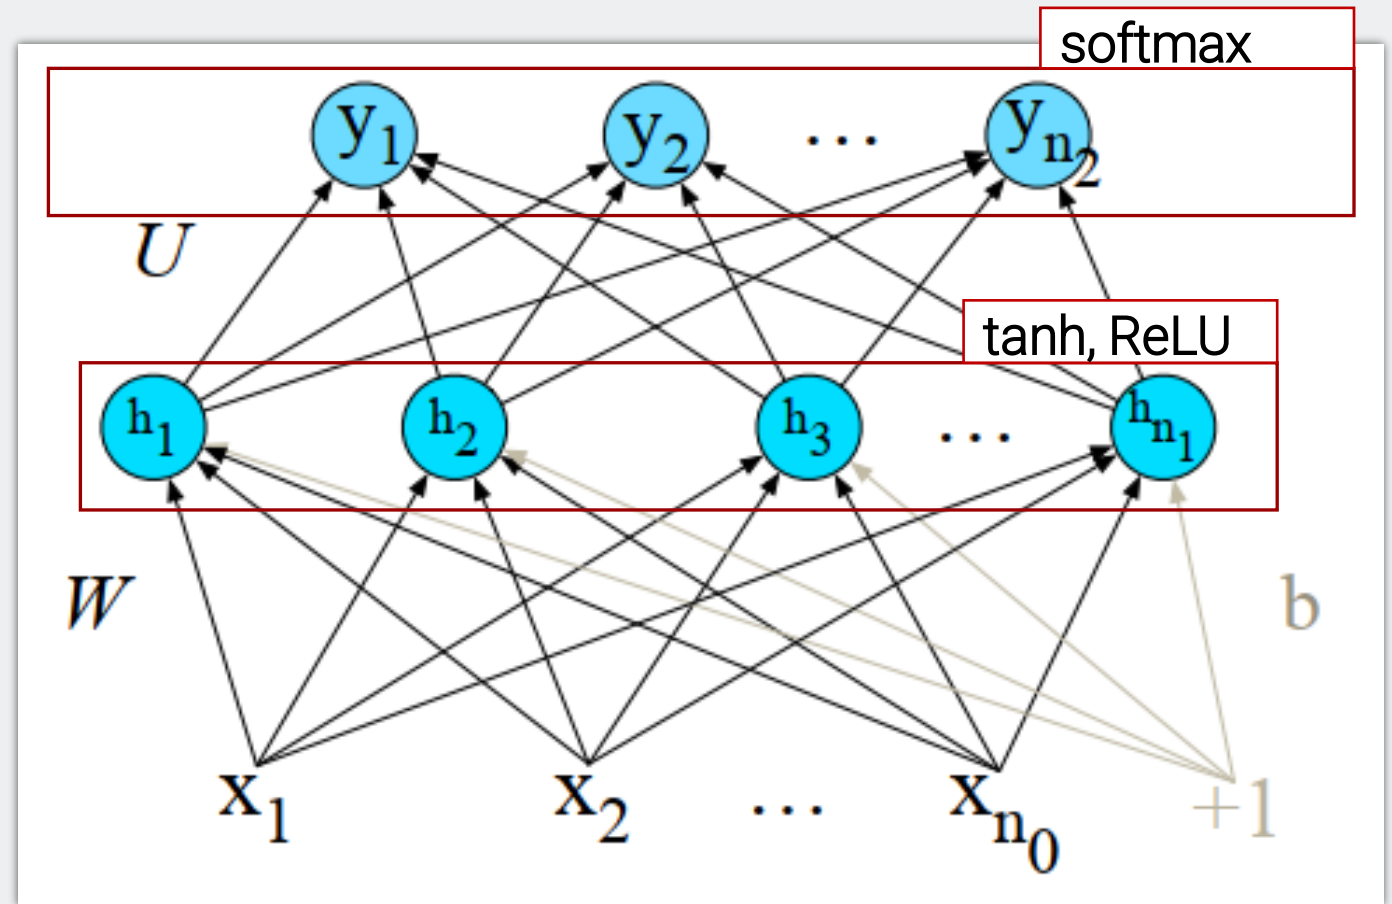 softmax
y₁ y₂ ... yₙ₂
U
tanh, ReLU
h₁ h₂ h₃ ... hₙ₁
W b
x₁ x₂ ... xₙ₀ +1